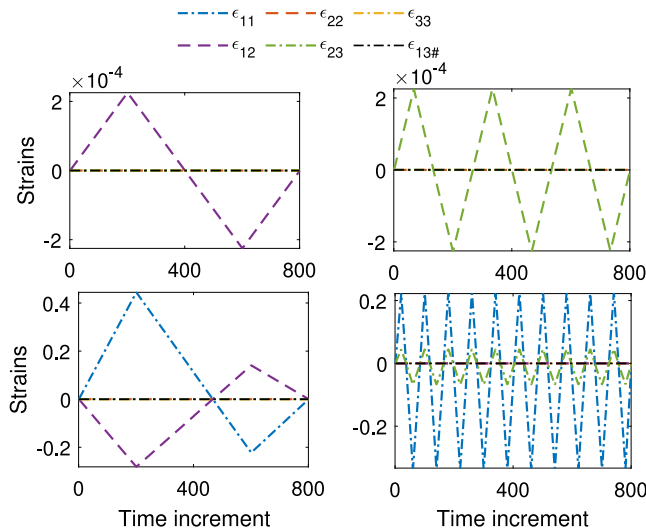 ϵ11 ϵ22 ϵ33
ϵ12 ϵ23 ϵ13#
×10-4 ×10-4
2 2
0 0
-2 -2
Strains
0 400 800 0 400 800
0.4 0.2
0.2 0
0 -0.2
-0.2
Strains
0 400 800 0 400 800
Time increment Time increment